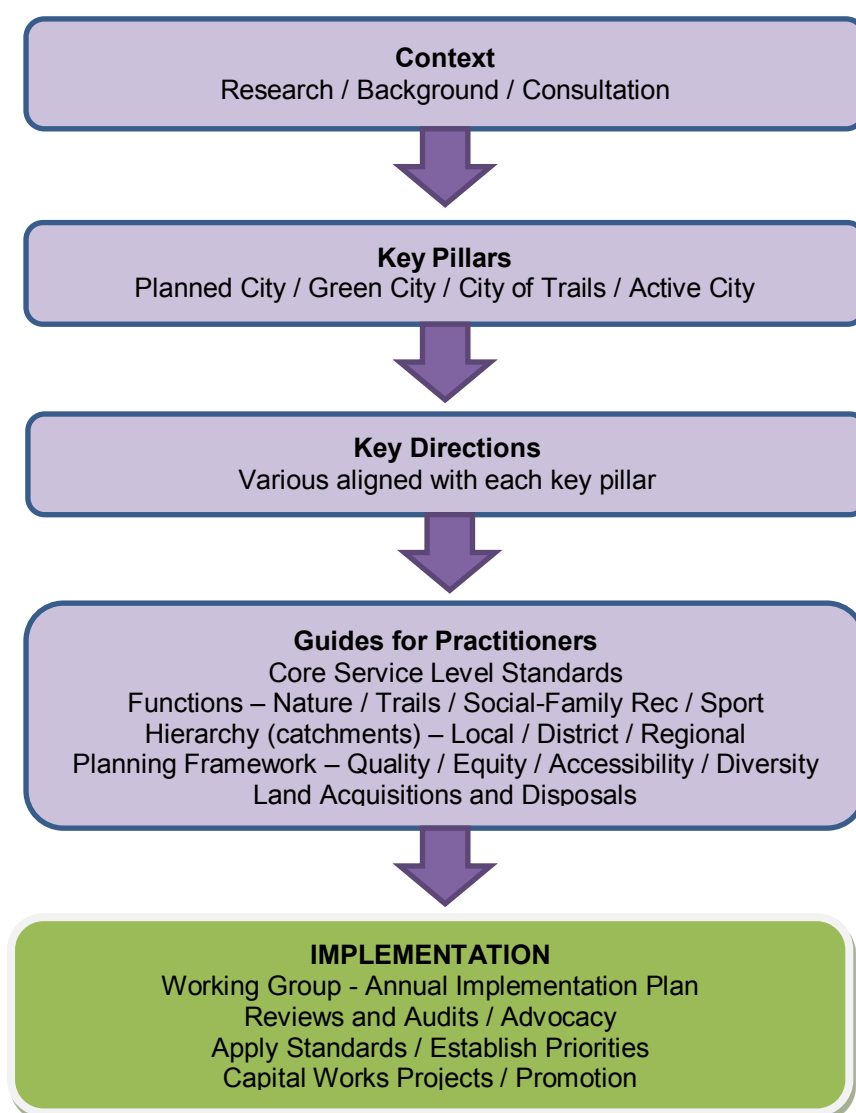 Context
Research / Background / Consultation
Key Pillars
Planned City / Green City / City of Trails / Active City
Key Directions
Various aligned with each key pillar
Guides for Practitioners
Core Service Level Standards
Functions – Nature / Trails / Social-Family Rec / Sport
Hierarchy (catchments) – Local / District / Regional
Planning Framework – Quality / Equity / Accessibility / Diversity
Land Acquisitions and Disposals
IMPLEMENTATION
Working Group - Annual Implementation Plan
Reviews and Audits / Advocacy
Apply Standards / Establish Priorities
Capital Works Projects / Promotion